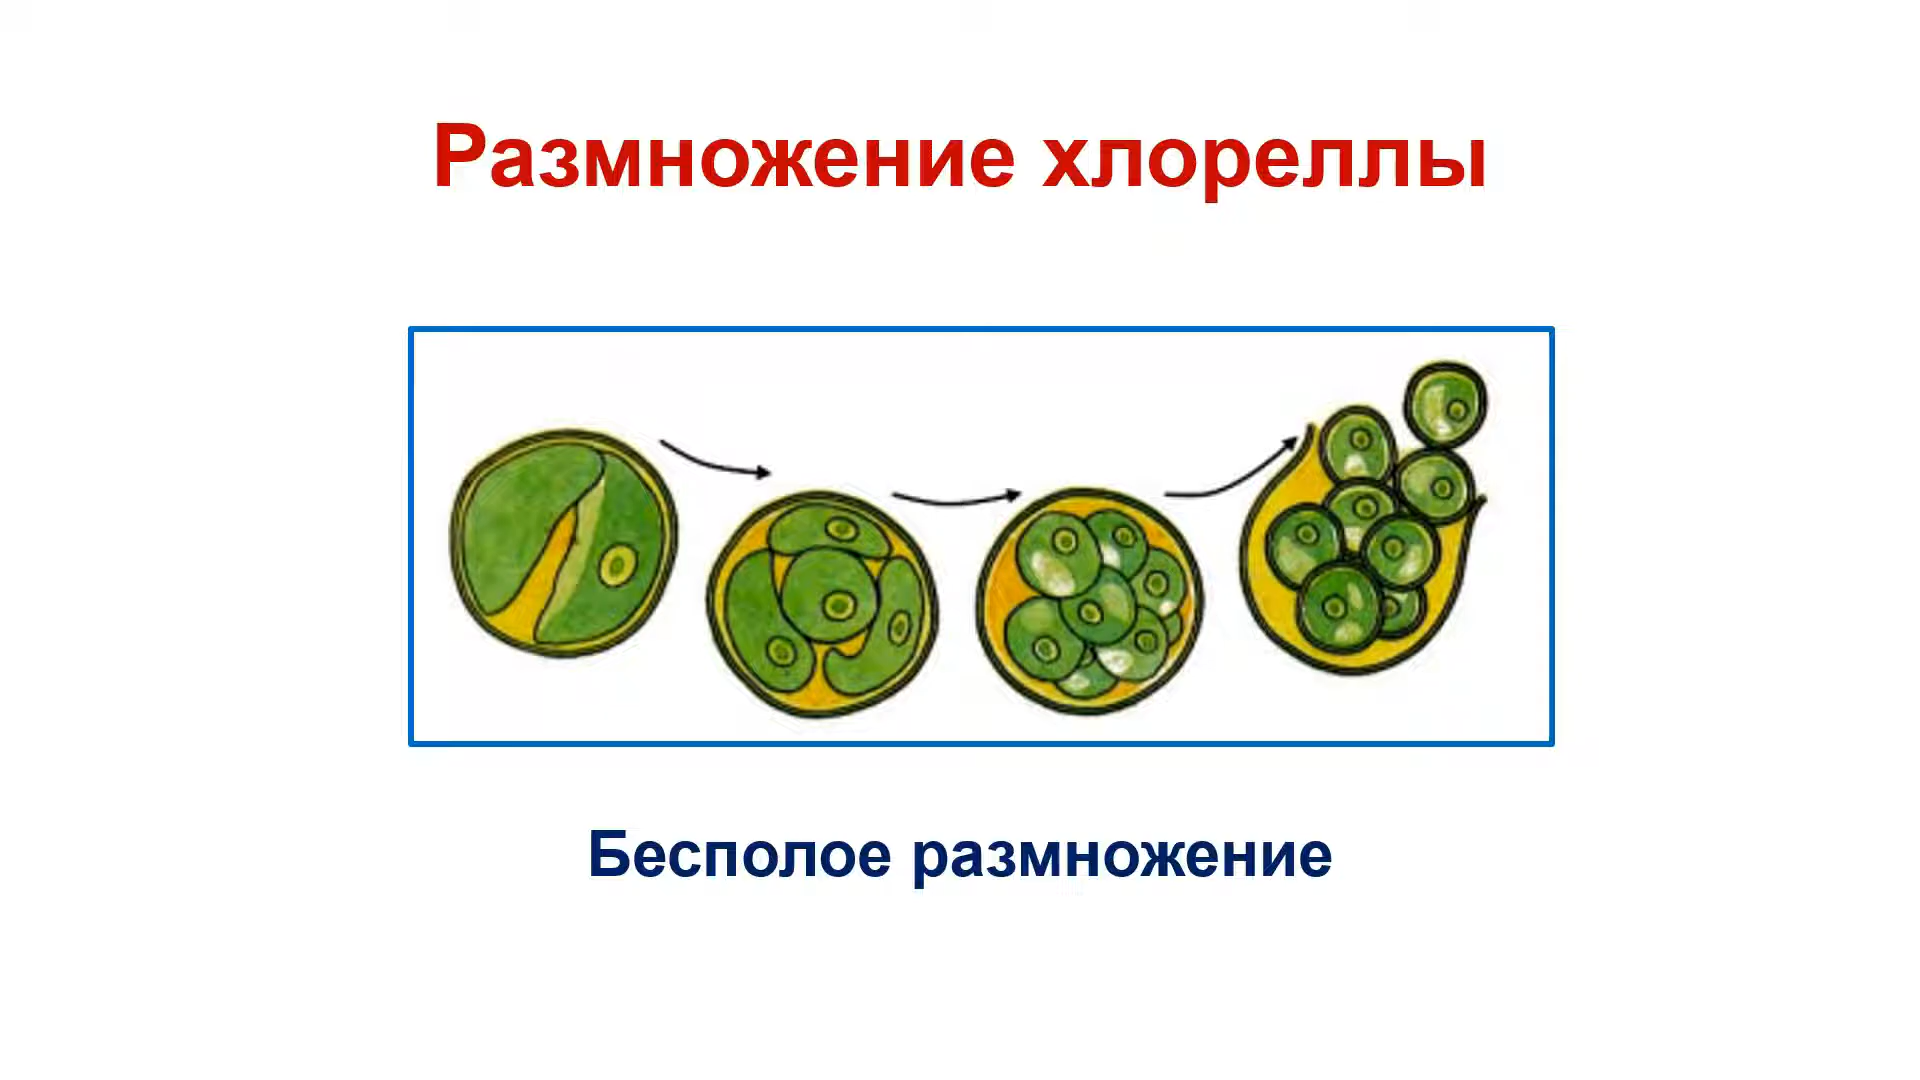 Размножение хлореллы
Бесполое размножение